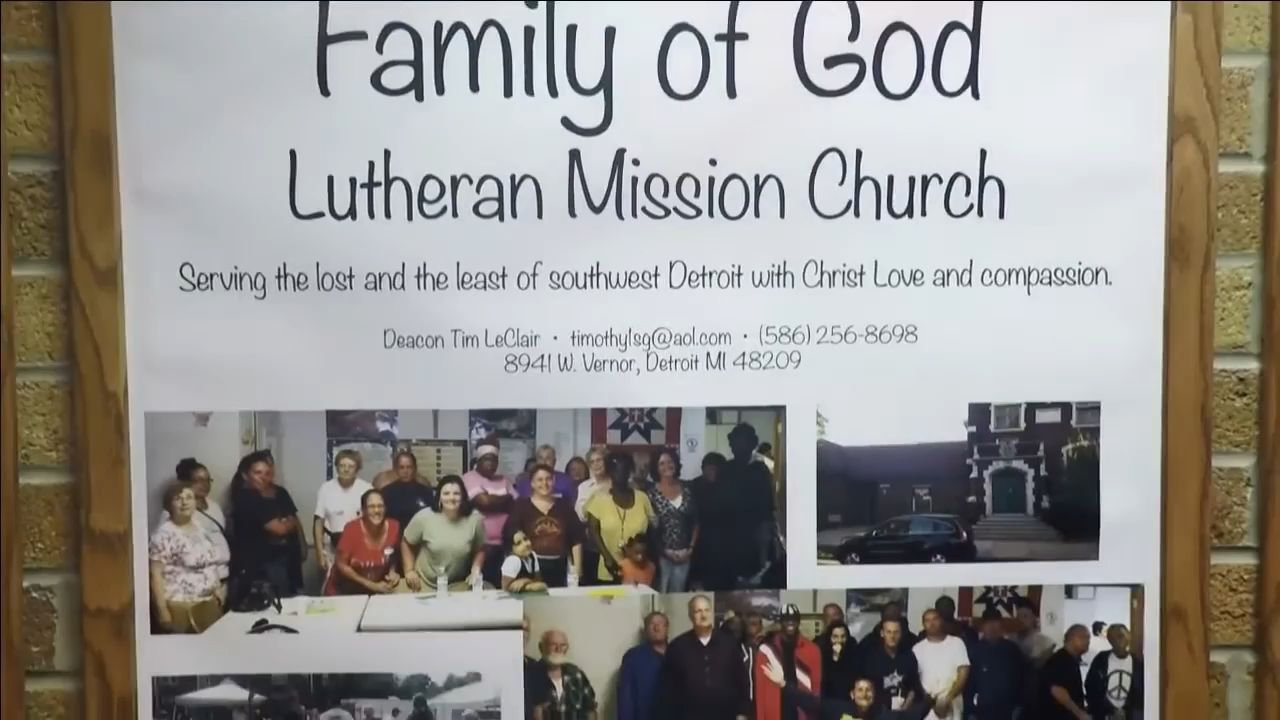 Family of God
Lutheran Mission Church
Serving the lost and the least of southwest Detroit with Christ Love and compassion.
Deacon Tim LeClair • timothylsg@aol.com • (586) 256-8698
8941 W. Vernor, Detroit MI 48209